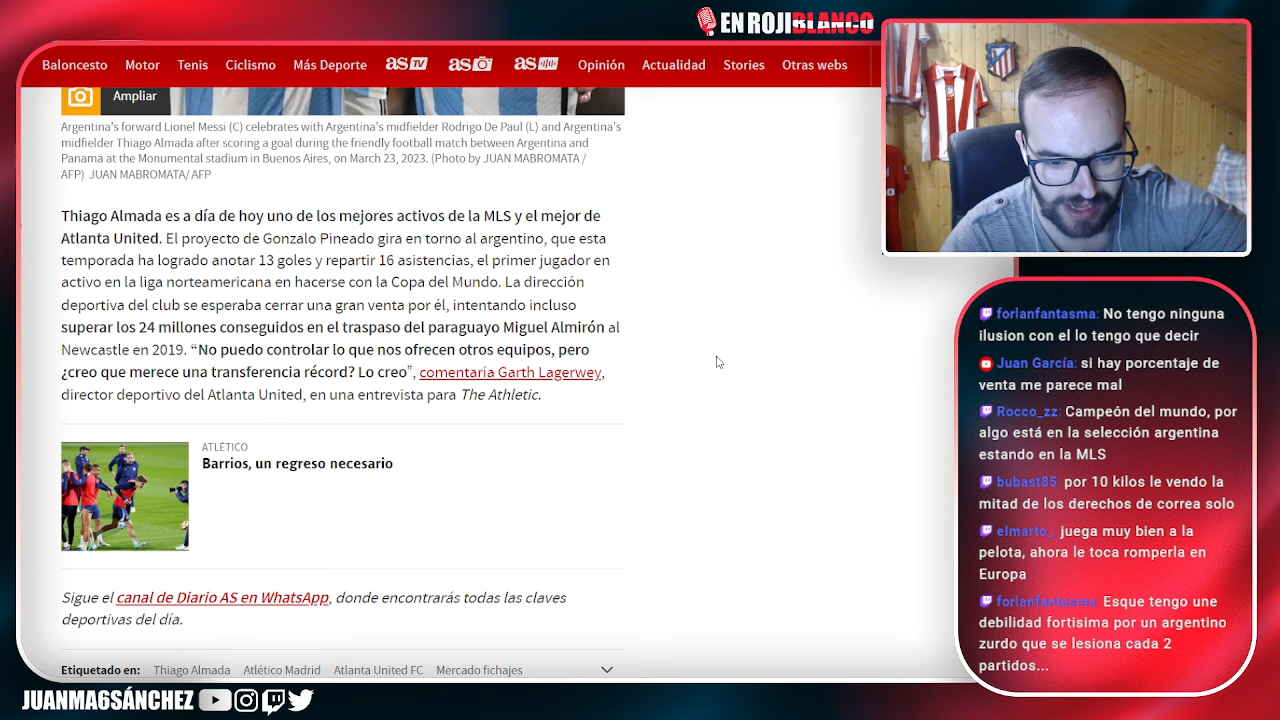 EN ROJIBLANCO
Baloncesto Motor Tenis Ciclismo Más Deporte as TV as as Opinión Actualidad Stories Otras webs
Ampliar
Argentina's forward Lionel Messi (C) celebrates with Argentina's midfielder Rodrigo De Paul (L) and Argentina's
midfielder Thiago Almada after scoring a goal during the friendly football match between Argentina and
Panama at the Monumental stadium in Buenos Aires, on March 23, 2023. (Photo by JUAN MABROMATA /
AFP) JUAN MABROMATA/ AFP
Thiago Almada es a día de hoy uno de los mejores activos de la MLS y el mejor de
Atlanta United. El proyecto de Gonzalo Pineado gira en torno al argentino, que esta
temporada ha logrado anotar 13 goles y repartir 16 asistencias, el primer jugador en
activo en la liga norteamericana en hacerse con la Copa del Mundo. La dirección
deportiva del club se esperaba cerrar una gran venta por él, intentando incluso
superar los 24 millones conseguidos en el traspaso del paraguayo Miguel Almirón al
Newcastle en 2019. “No puedo controlar lo que nos ofrecen otros equipos, pero
¿creo que merece una transferencia récord? Lo creo”, comentaría Garth Lagerwey,
director deportivo del Atlanta United, en una entrevista para The Athletic.
ATLÉTICO
Barrios, un regreso necesario
Sigue el canal de Diario AS en WhatsApp, donde encontrarás todas las claves
deportivas del día.
Etiquetado en: Thiago Almada Atlético Madrid Atlanta United FC Mercado fichajes
forlanfantasma: No tengo ninguna
ilusion con el lo tengo que decir
Juan García: si hay porcentaje de
venta me parece mal
Rocco_zz: Campeón del mundo, por
algo está en la selección argentina
estando en la MLS
bubast85: por 10 kilos le vendo la
mitad de los derechos de correa solo
elmarto_: juega muy bien a la
pelota, ahora le toca romperla en
Europa
forlanfantasma: Esque tengo une
debilidad fortisima por un argentino
zurdo que se lesiona cada 2
partidos...
JUANMA6SÁNCHEZ